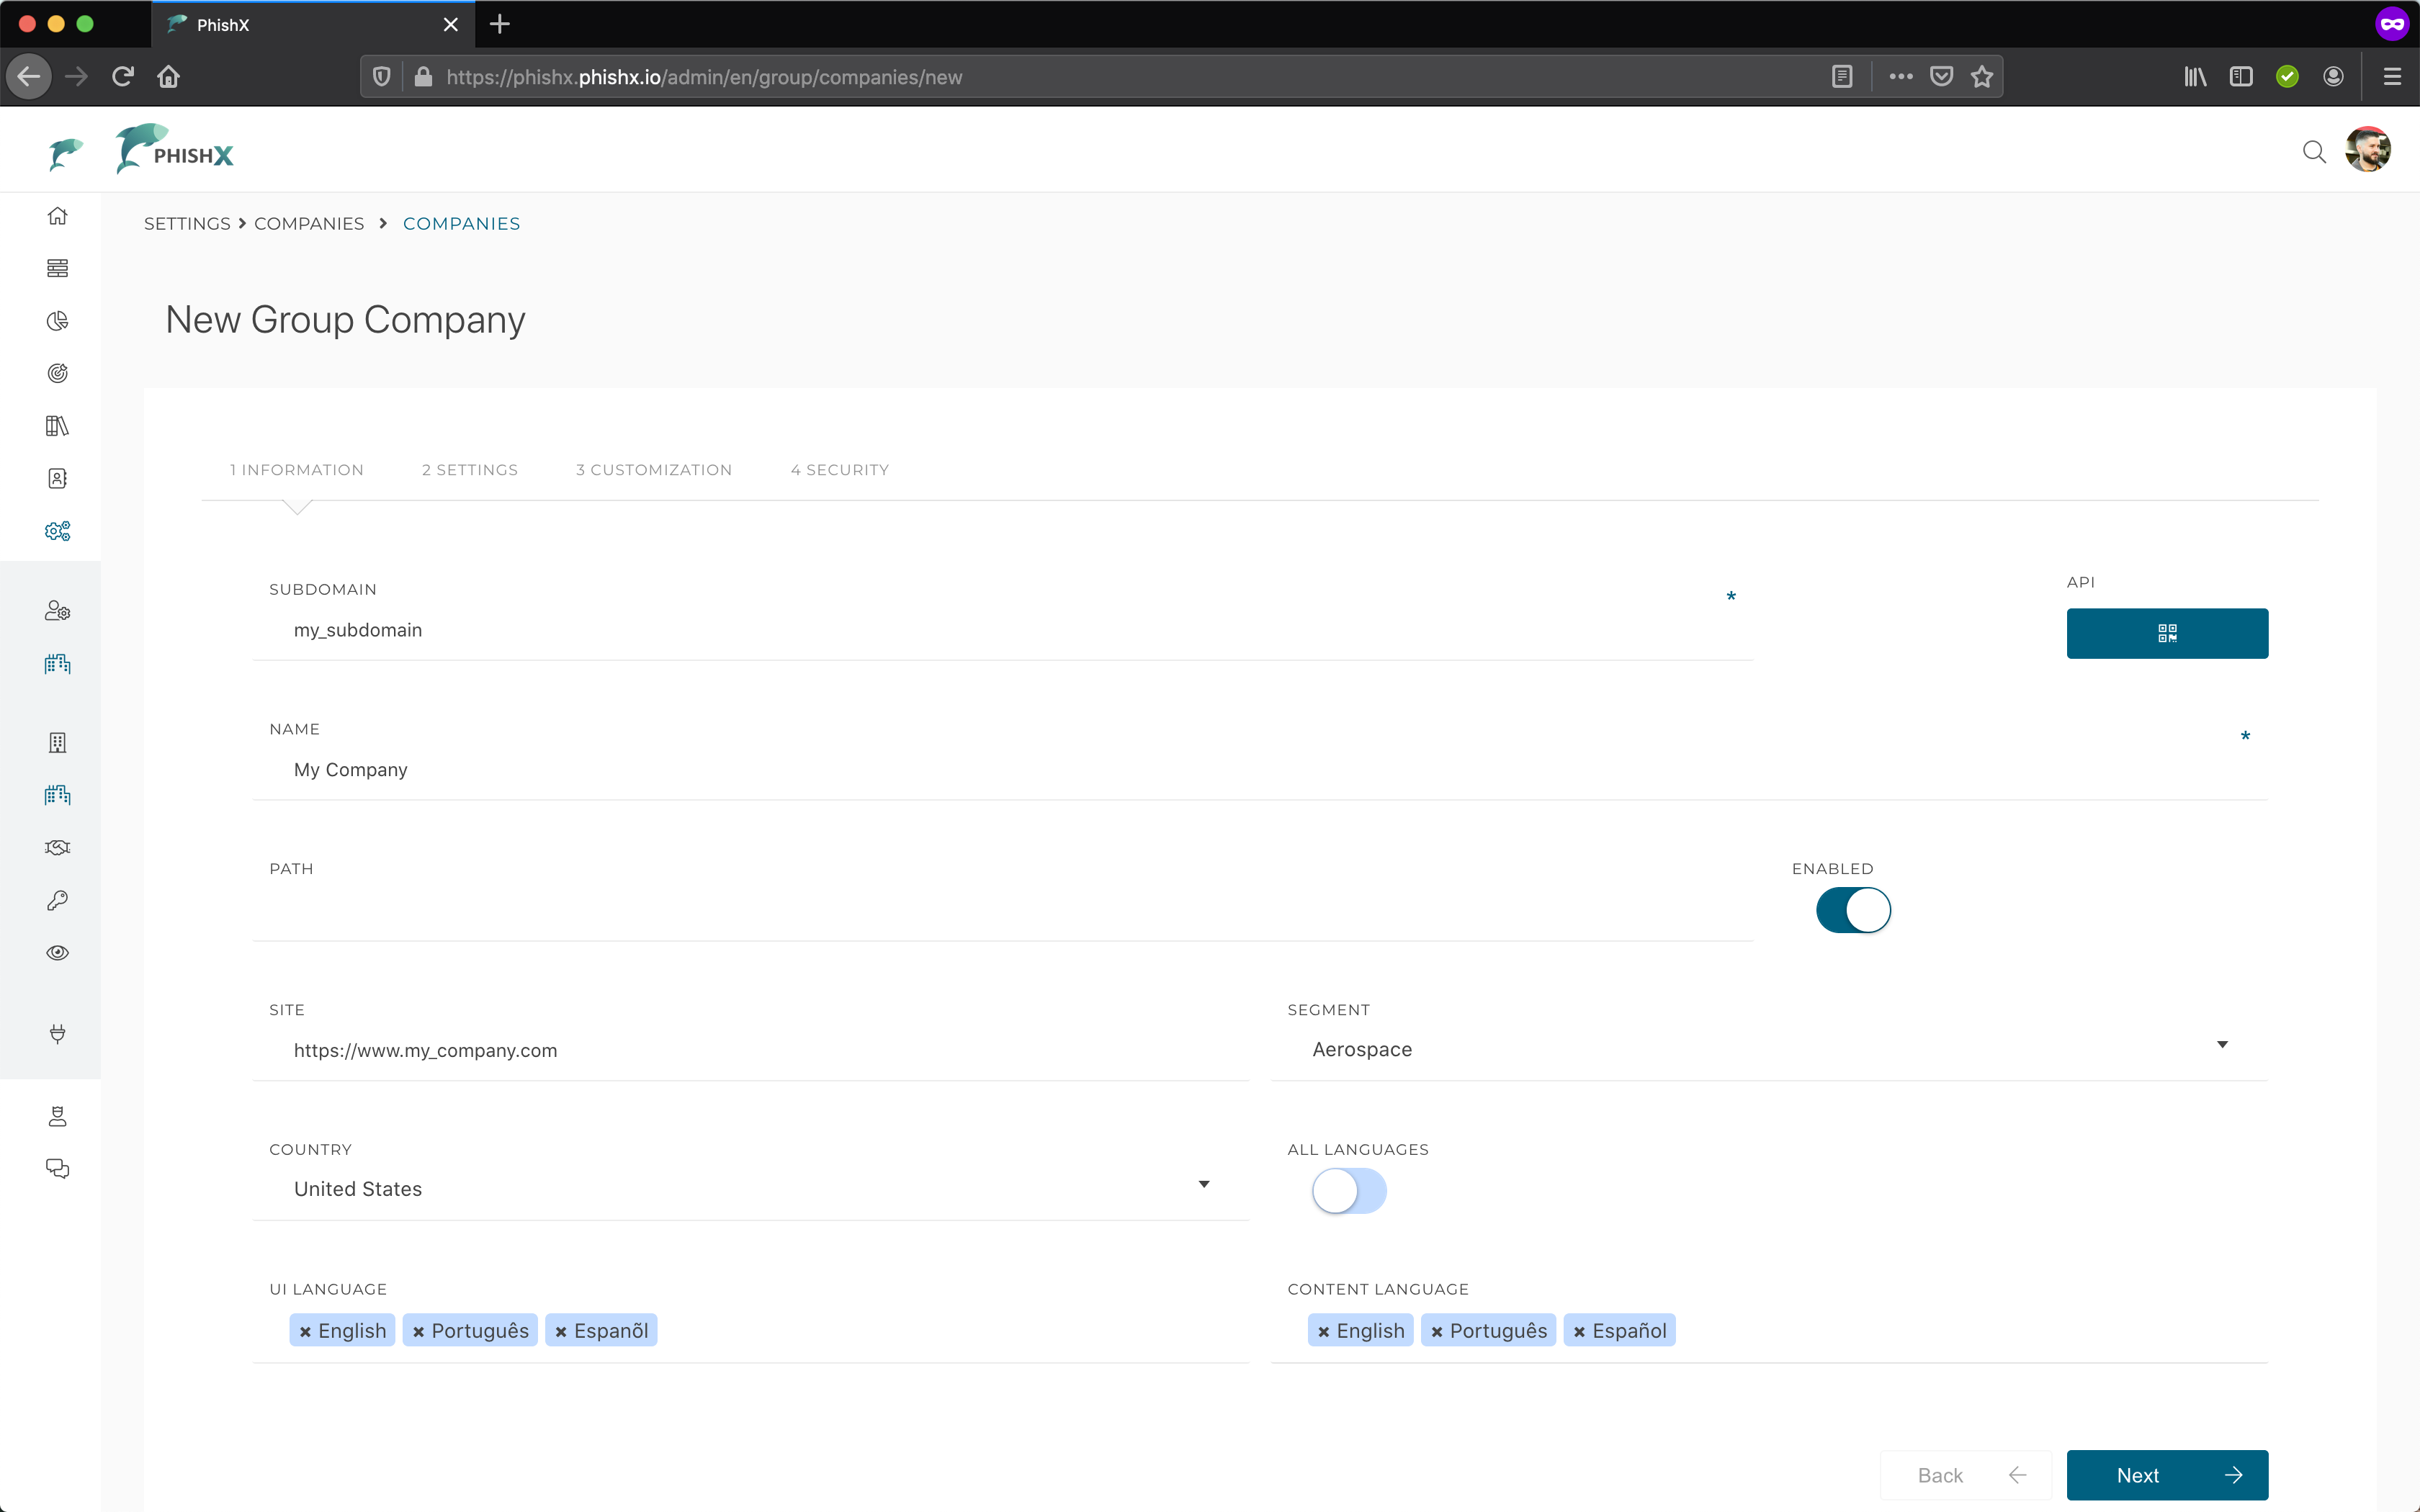 PhishX
https://phishx.phishx.io/admin/en/group/companies/new
PHISHX
SETTINGS COMPANIES COMPANIES
New Group Company
1 INFORMATION 2 SETTINGS 3 CUSTOMIZATION 4 SECURITY
SUBDOMAIN *
API
my_subdomain
NAME *
My Company
PATH
ENABLED
SITE
SEGMENT
https://www.my_company.com
Aerospace
COUNTRY
ALL LANGUAGES
United States
UI LANGUAGE
CONTENT LANGUAGE
× English × Português × Espanõl
× English × Português × Español
Back
Next